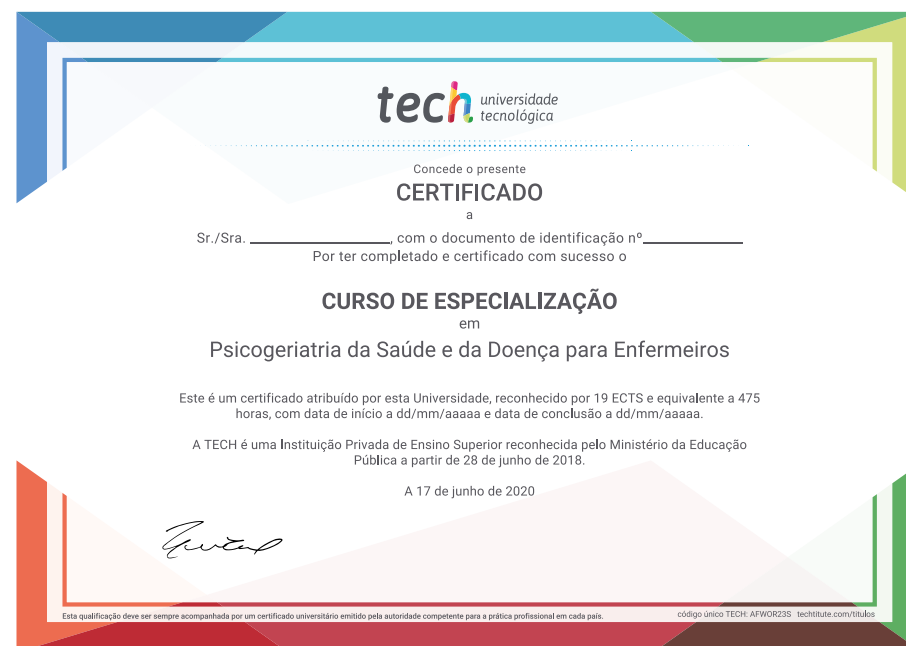 tech universidade
tecnológica
Concede o presente
CERTIFICADO
a
Sr./Sra. , com o documento de identificação nº
Por ter completado e certificado com sucesso o
CURSO DE ESPECIALIZAÇÃO
em
Psicogeriatria da Saúde e da Doença para Enfermeiros
Este é um certificado atribuído por esta Universidade, reconhecido por 19 ECTS e equivalente a 475
horas, com data de início a dd/mm/aaaaa e data de conclusão a dd/mm/aaaaa.
A TECH é uma Instituição Privada de Ensino Superior reconhecida pelo Ministério da Educação
Pública a partir de 28 de junho de 2018.
A 17 de junho de 2020
Esta qualificação deve ser sempre acompanhada por um certificado universitário emitido pela autoridade competente para a prática profissional em cada país.
código único TECH: AFWOR23S techtitute.com/titulos